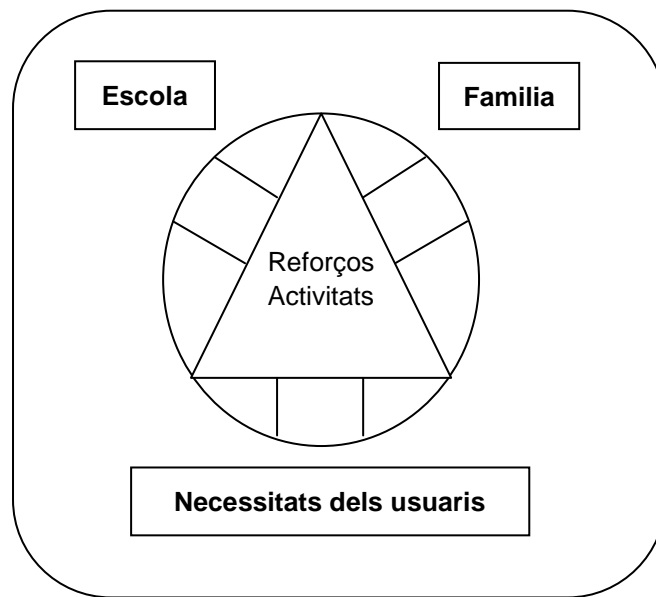 Escola
Familia
Reforços
Activitats
Necessitats dels usuaris